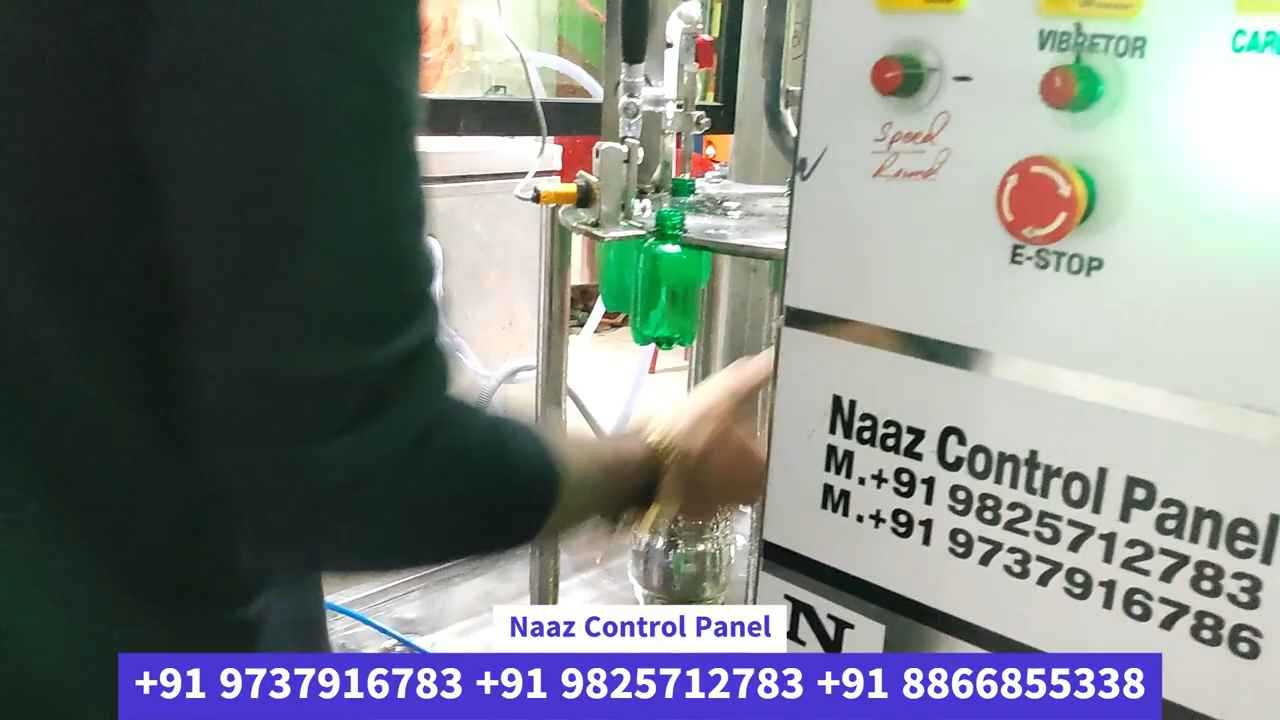 VIBRETOR
CAR
Speed
Round
E-STOP
Naaz Control Panel
M.+91 9825712783
M.+91 9737916786
N
Naaz Control Panel
+91 9737916783 +91 9825712783 +91 8866855338